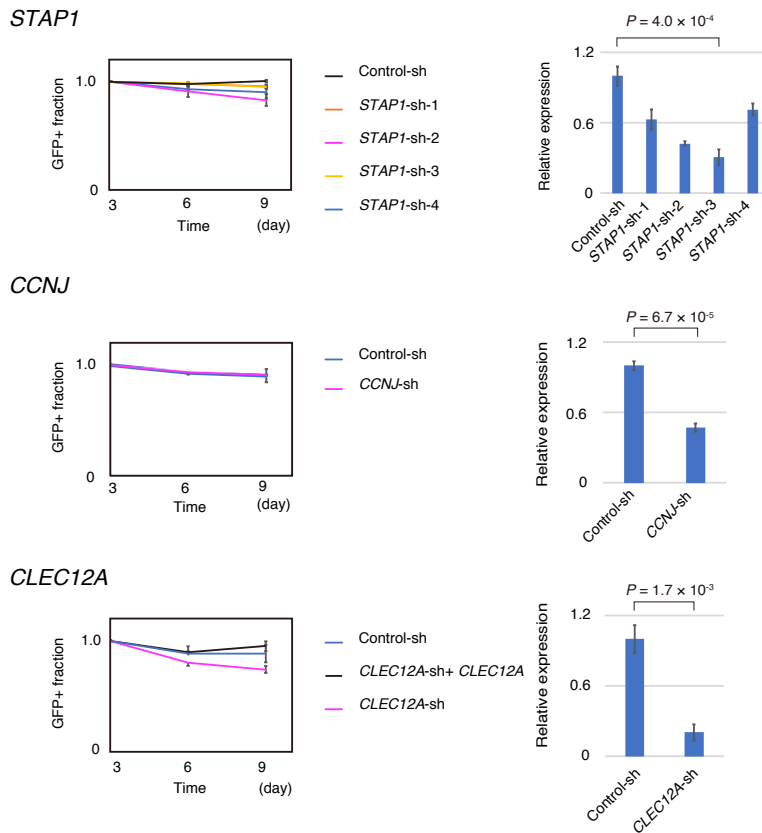 STAP1
GFP+ fraction
1.0
0
3
6
9
Time
(day)
Control-sh
STAP1-sh-1
STAP1-sh-2
STAP1-sh-3
STAP1-sh-4
P = 4.0 × 10⁻⁴
Relative expression
1.2
0.6
0
Control-sh
STAP1-sh-1
STAP1-sh-2
STAP1-sh-3
STAP1-sh-4
CCNJ
GFP+ fraction
1.0
0
3
6
9
Time
(day)
Control-sh
CCNJ-sh
P = 6.7 × 10⁻⁵
Relative expression
1.2
0.6
0
Control-sh
CCNJ-sh
CLEC12A
GFP+ fraction
1.0
0
3
6
9
Time
(day)
Control-sh
CLEC12A-sh+ CLEC12A
CLEC12A-sh
P = 1.7 × 10⁻³
Relative expression
1.2
0.6
0
Control-sh
CLEC12A-sh